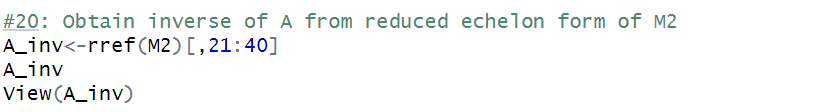 #20: Obtain inverse of A from reduced echelon form of M2
A_inv<-rref(M2)[,21:40]
A_inv
View(A_inv)